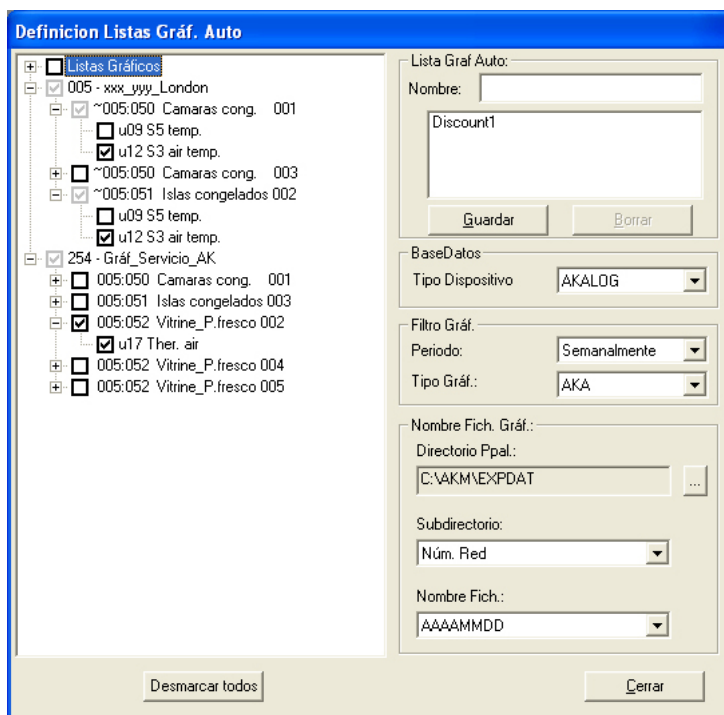 Definicion Listas Gráf. Auto
Listas Gráficos
005 - xxx_yyy_London
~005:050 Camaras cong. 001
u09 S5 temp.
u12 S3 air temp.
~005:050 Camaras cong. 003
~005:051 Islas congelados 002
u09 S5 temp.
u12 S3 air temp.
254 - Gráf_Servicio_AK
005:050 Camaras cong. 001
005:051 Islas congelados 003
005:052 Vitrine_P.fresco 002
u17 Ther. air
005:052 Vitrine_P.fresco 004
005:052 Vitrine_P.fresco 005
Desmarcar todos
Lista Graf Auto:
Nombre:
Discount1
Guardar
Borrar
BaseDatos
Tipo Dispositivo
AKALOG
Filtro Gráf.
Periodo:
Semanalmente
Tipo Gráf.:
AKA
Nombre Fich. Gráf.:
Directorio Ppal.:
C:\AKM\EXPDAT
...
Subdirectorio:
Núm. Red
Nombre Fich.:
AAAAMMDD
Cerrar